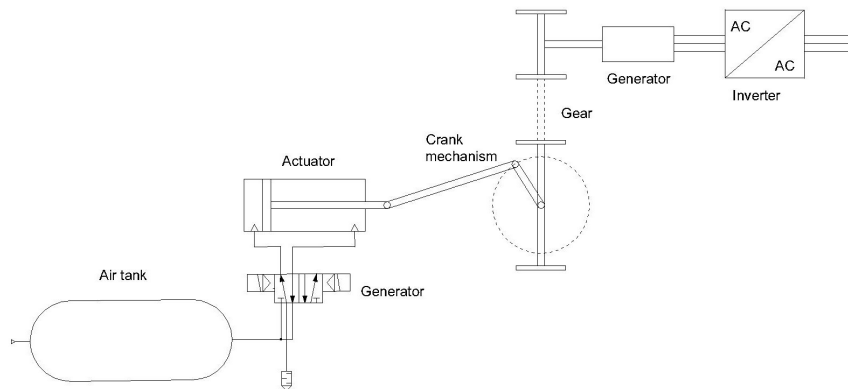 AC
AC
Generator
Inverter
Gear
Crank
mechanism
Actuator
Air tank
Generator